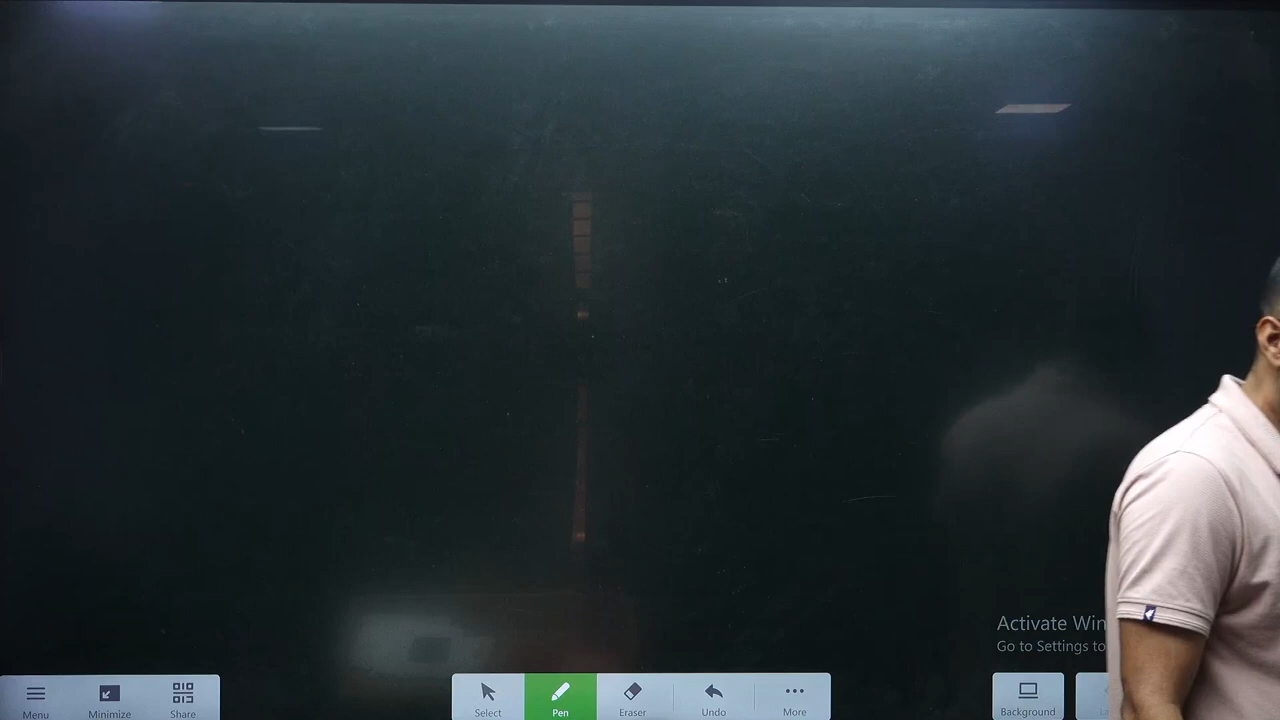 Activate Win
Go to Settings to
Menu
Minimize
Share
Select
Pen
Eraser
Undo
More
Background